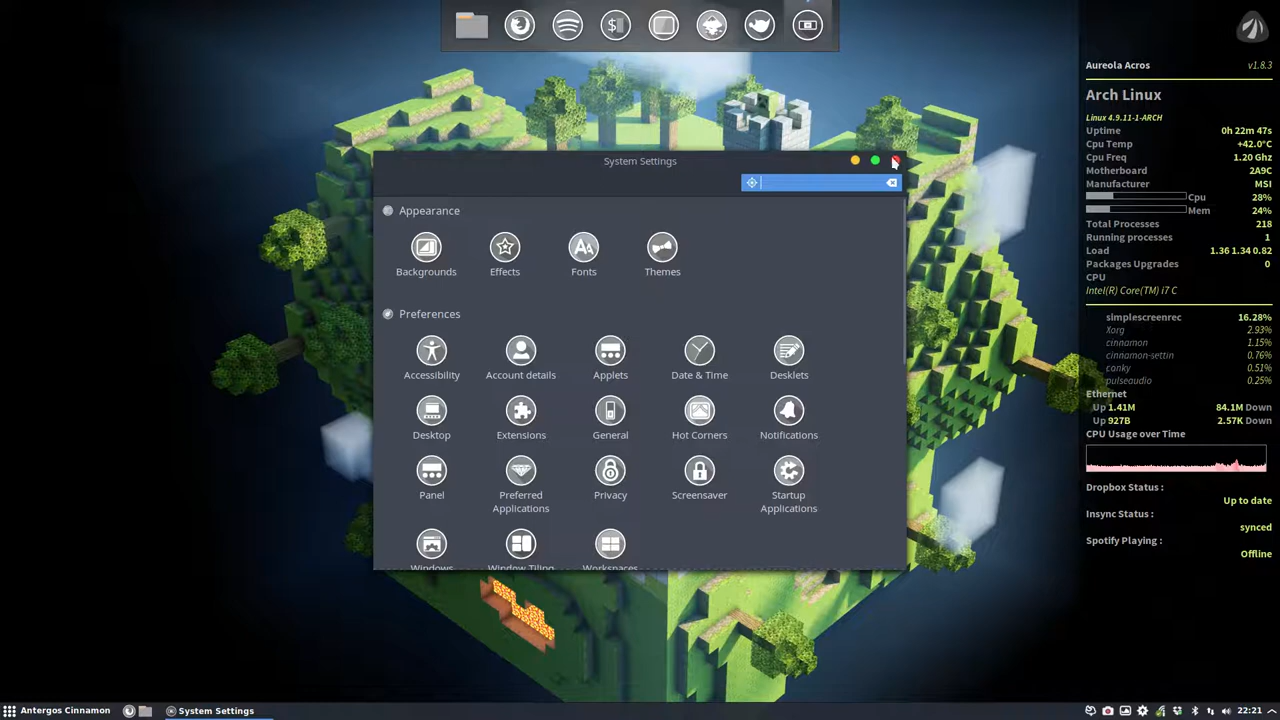 System Settings
Appearance
Backgrounds Effects Fonts Themes
Preferences
Accessibility Account details Applets Date & Time Desklets
Desktop Extensions General Hot Corners Notifications
Panel Preferred Applications Privacy Screensaver Startup Applications
Windows Window Tiling Workspaces
Aureola Acros v1.8.3
Arch Linux
Linux 4.9.11-1-ARCH
Uptime 0h 22m 47s
Cpu Temp +42.0°C
Cpu Freq 1.20 Ghz
Motherboard 2A9C
Manufacturer MSI
Cpu 28%
Mem 24%
Total Processes 218
Running processes 1
Load 1.36 1.34 0.82
Packages Upgrades 0
CPU
Intel(R) Core(TM) i7 C
simplescreenrec 16.28%
Xorg 2.93%
cinnamon 1.15%
cinnamon-settin 0.76%
conky 0.51%
pulseaudio 0.25%
Ethernet
Up 1.41M 84.1M Down
Up 927B 2.57K Down
CPU Usage over Time
Dropbox Status :
Up to date
Insync Status :
synced
Spotify Playing :
Offline
Antergos Cinnamon System Settings 22:21